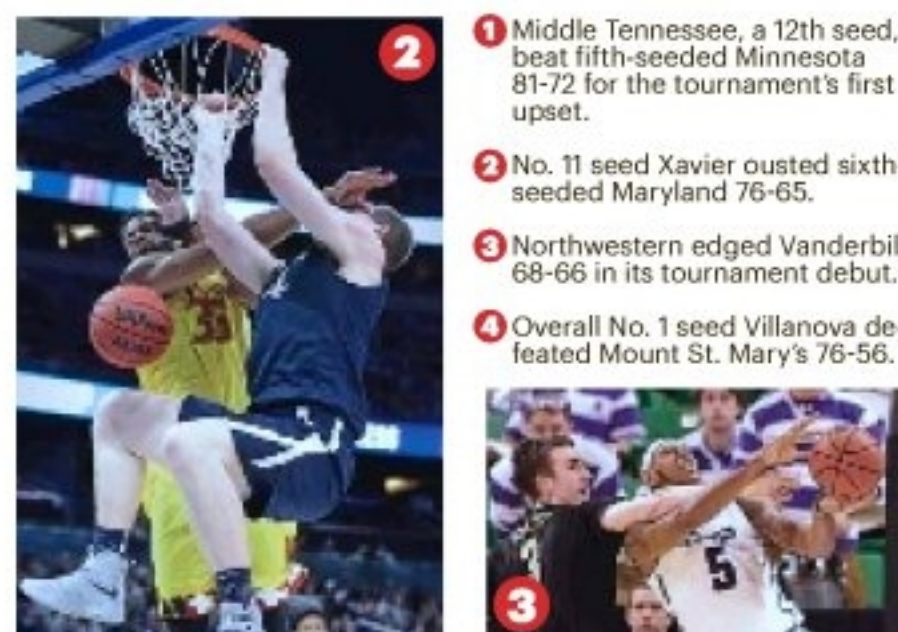 2
1 Middle Tennessee, a 12th seed,
beat fifth-seeded Minnesota
81-72 for the tournament's first
upset.
2 No. 11 seed Xavier ousted sixth-
seeded Maryland 76-65.
3 Northwestern edged Vanderbil
68-66 in its tournament debut.
4 Overall No. 1 seed Villanova de-
feated Mount St. Mary's 76-56.
33
5
3